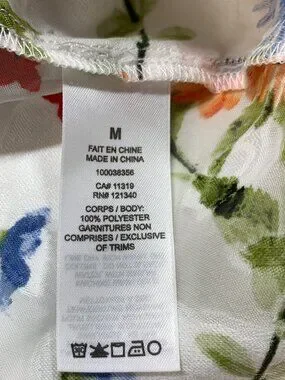 M
FAIT EN CHINE
MADE IN CHINA
100038356
CA# 11319
RN# 121340
CORPS / BODY:
100% POLYESTER
GARNITURES NON
COMPRISES / EXCLUSIVE
OF TRIMS